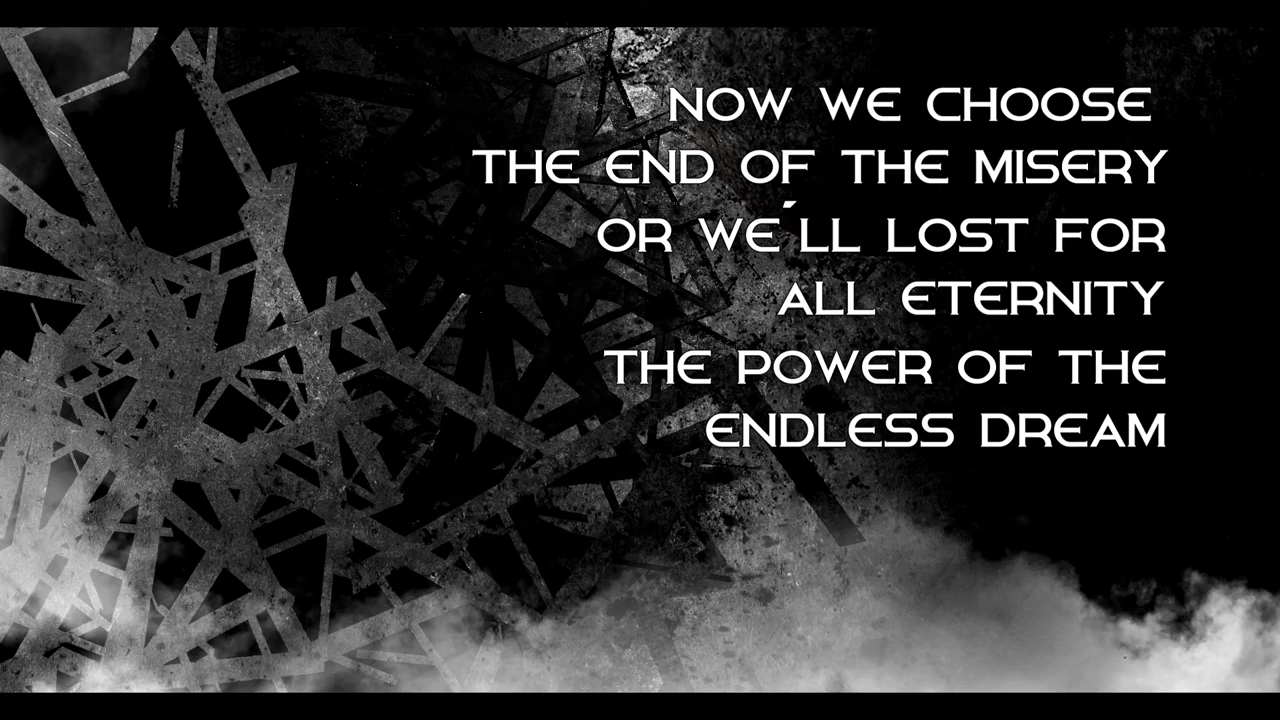 NOW WE CHOOSE
THE END OF THE MISERY
OR WE´LL LOST FOR
ALL ETERNITY
THE POWER OF THE
ENDLESS DREAM